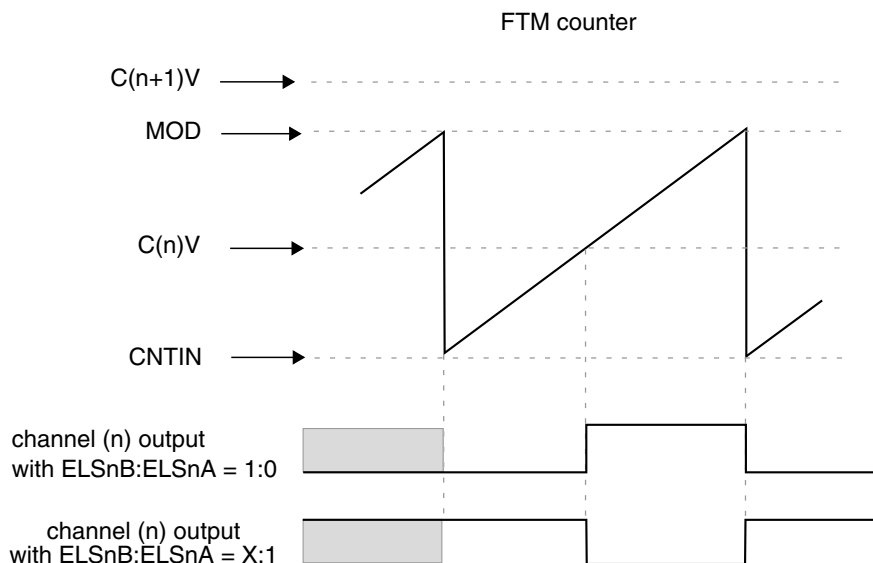 FTM counter
C(n+1)V
MOD
C(n)V
CNTIN
channel (n) output
with ELSnB:ELSnA = 1:0
channel (n) output
with ELSnB:ELSnA = X:1